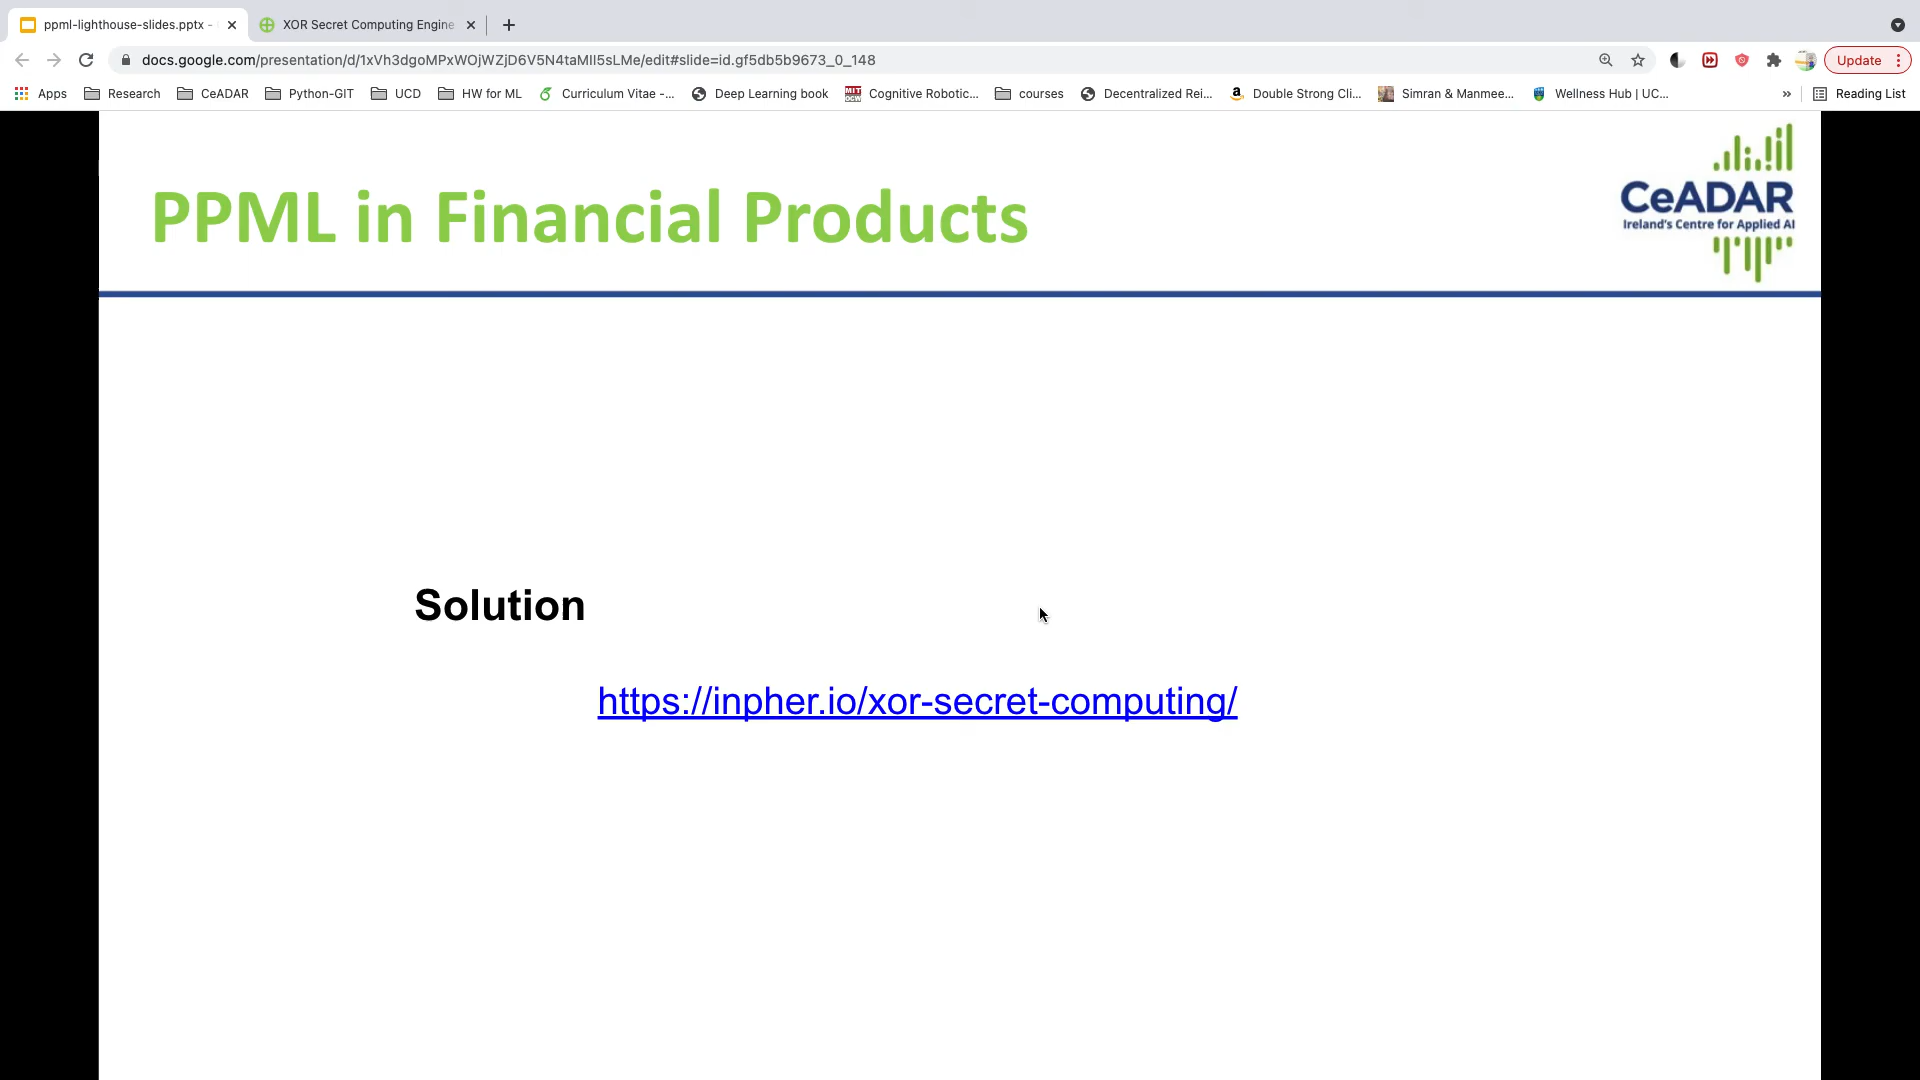 ppml-lighthouse-slides.pptx -
XOR Secret Computing Engine
docs.google.com/presentation/d/1xVh3dgoMPxWOjWZjD6V5N4taMlI5sLMe/edit#slide=id.gf5db5b9673_0_148
Update
Apps Research CeADAR Python-GIT UCD HW for ML Curriculum Vitae -... Deep Learning book Cognitive Robotic... courses Decentralized Rei... Double Strong Cli... Simran & Manmee... Wellness Hub | UC... » Reading List
PPML in Financial Products
CeADAR
Ireland's Centre for Applied AI
Solution
https://inpher.io/xor-secret-computing/